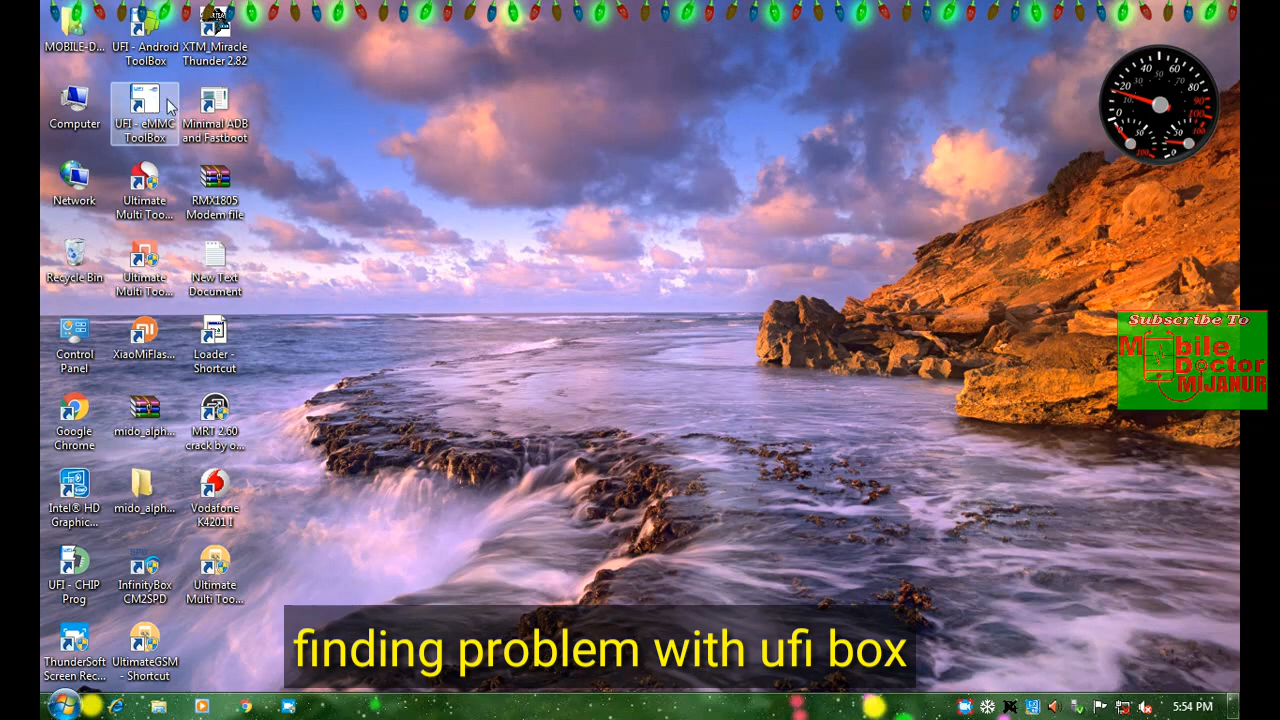 MOBILE-D...
UFI - Android
ToolBox
XTM_Miracle
Thunder 2.82
Computer
UFI - eMMC
ToolBox
Minimal ADB
and Fastboot
Network
Ultimate
Multi Too...
RMX1805
Modem file
Recycle Bin
Ultimate
Multi Too...
New Text
Document
Control
Panel
XiaoMiFlas...
Loader -
Shortcut
Google
Chrome
mido_alph...
MRT 2.60
crack by o...
Intel® HD
Graphic...
mido_alph...
Vodafone
K4201 I
UFI - CHIP
Prog
InfinityBox
CM2SPD
Ultimate
Multi Too...
ThunderSoft
Screen Rec...
UltimateGSM
- Shortcut
Subscribe To
Mobile
Doctor
MIJANUR
finding problem with ufi box
5:54 PM